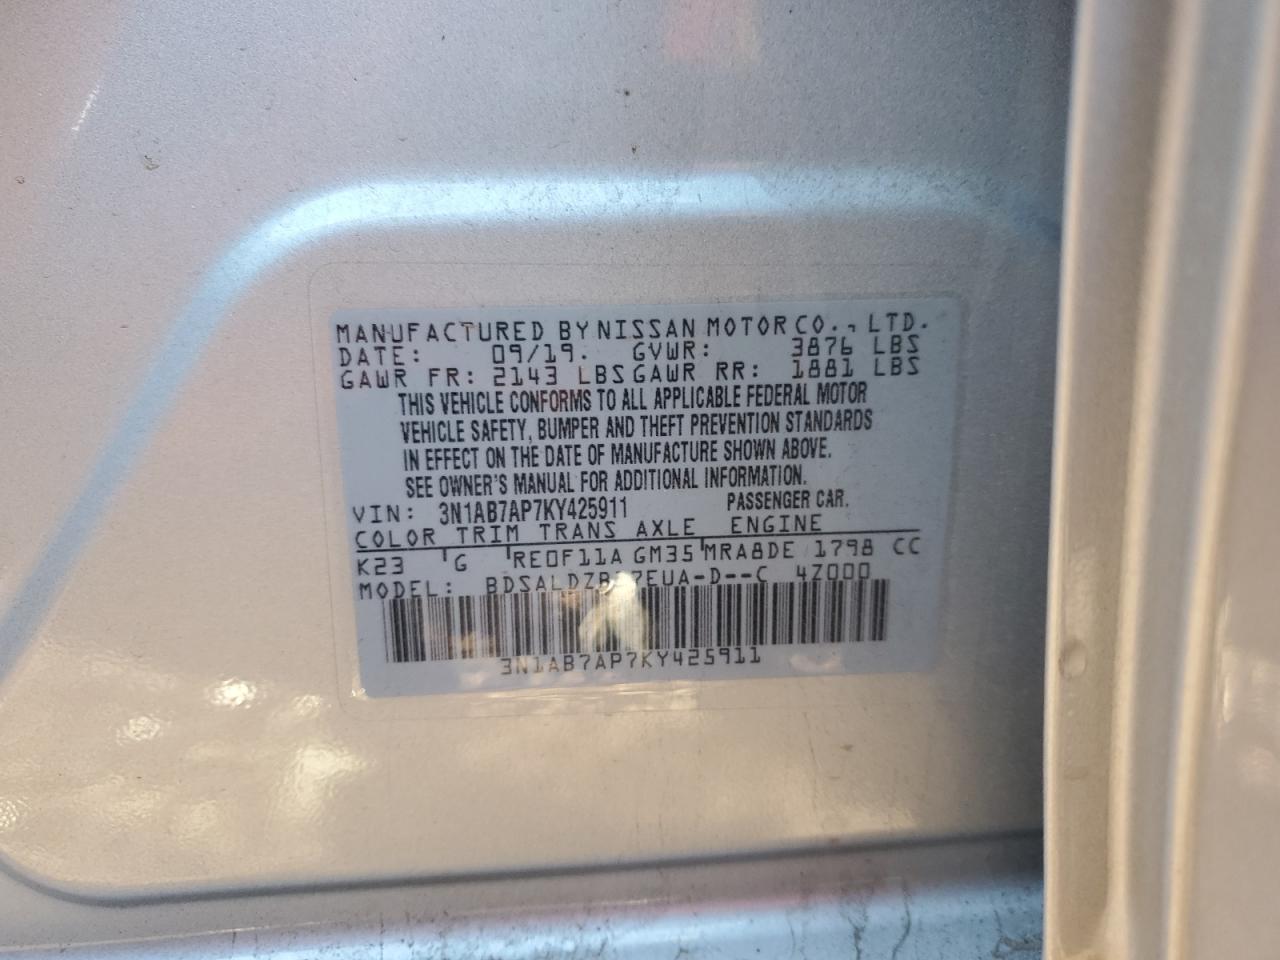 MANUFACTURED BY NISSAN MOTOR CO., LTD.
DATE: 09/19. GVWR: 3876 LBS
GAWR FR: 2143 LBS GAWR RR: 1881 LBS
THIS VEHICLE CONFORMS TO ALL APPLICABLE FEDERAL MOTOR
VEHICLE SAFETY, BUMPER AND THEFT PREVENTION STANDARDS
IN EFFECT ON THE DATE OF MANUFACTURE SHOWN ABOVE.
SEE OWNER'S MANUAL FOR ADDITIONAL INFORMATION.
VIN: 3N1AB7AP7KY425911 PASSENGER CAR.
COLOR TRIM TRANS AXLE ENGINE
K23 G RE0F11A GM35 MRA8DE 1798 CC
MODEL: 4Z000
3N1AB7AP7KY425911